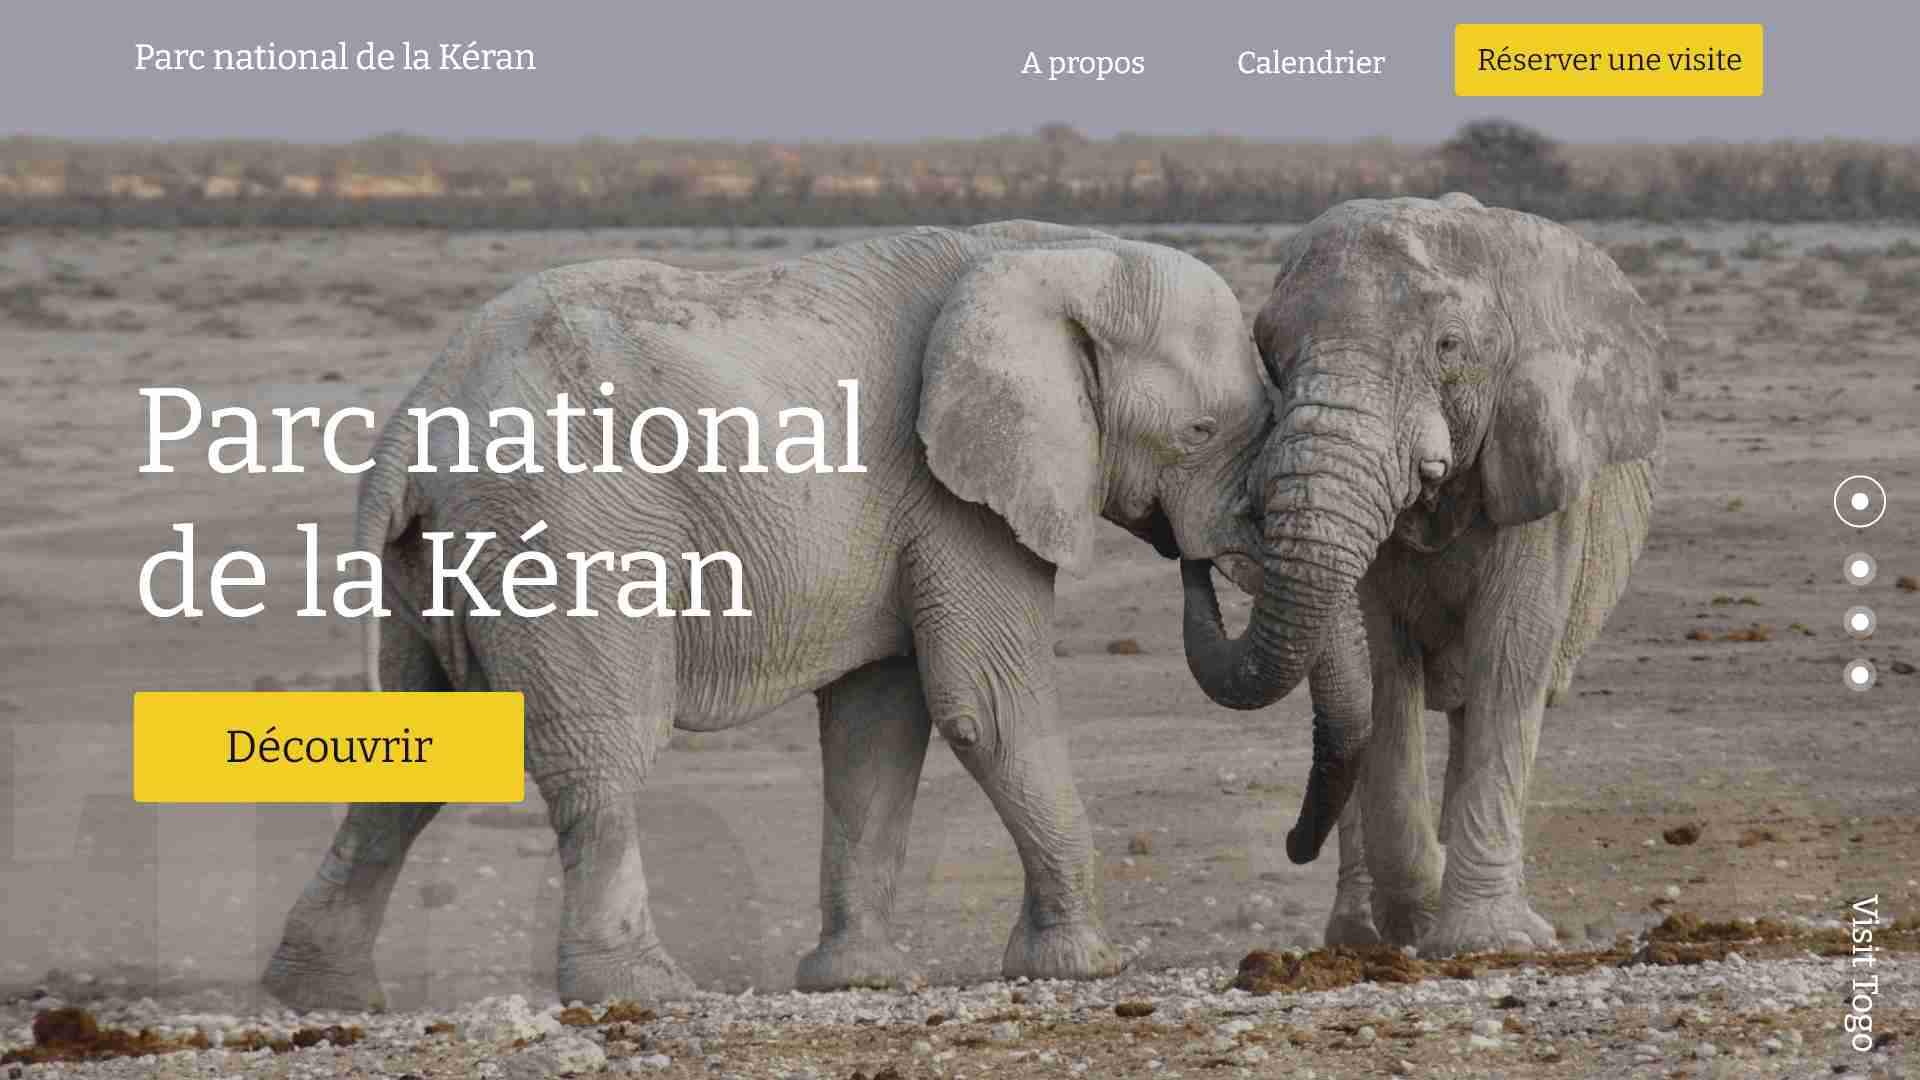 Parc national de la Kéran
A propos
Calendrier
Réserver une visite
Parc national
de la Kéran
Découvrir
Visit Togo